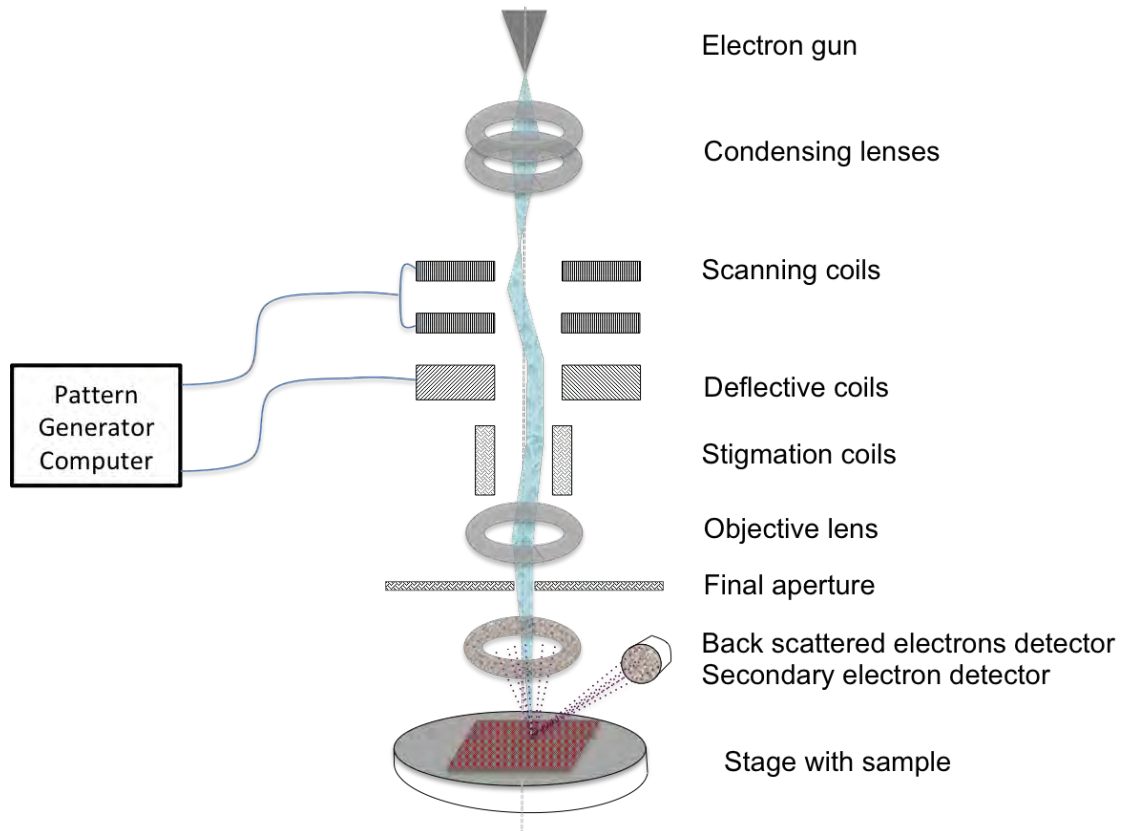 Electron gun
Condensing lenses
Scanning coils
Pattern
Generator
Computer
Deflective coils
Stigmation coils
Objective lens
Final aperture
Back scattered electrons detector
Secondary electron detector
Stage with sample